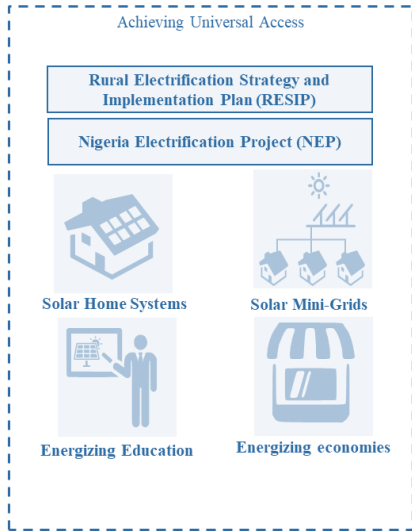 Achieving Universal Access
Rural Electrification Strategy and
Implementation Plan (RESIP)
Nigeria Electrification Project (NEP)
Solar Home Systems
Solar Mini-Grids
Energizing Education
Energizing economies